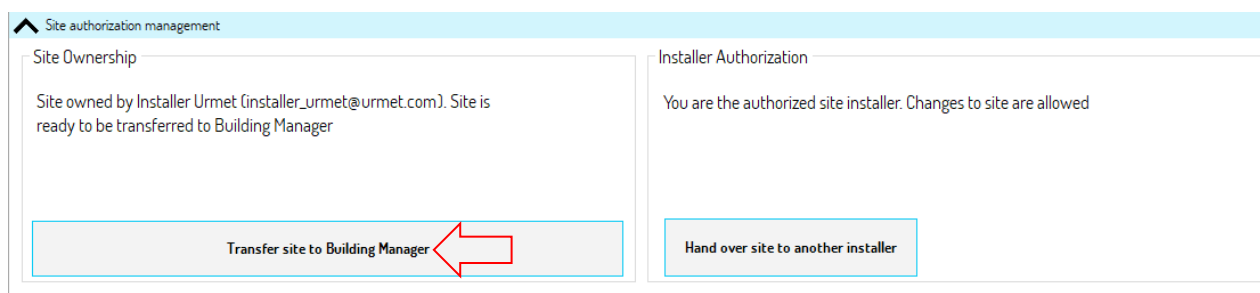 Site authorization management
Site Ownership
Site owned by Installer Urmet (installer_urmet@urmet.com). Site is
ready to be transferred to Building Manager
Transfer site to Building Manager
Installer Authorization
You are the authorized site installer. Changes to site are allowed
Hand over site to another installer